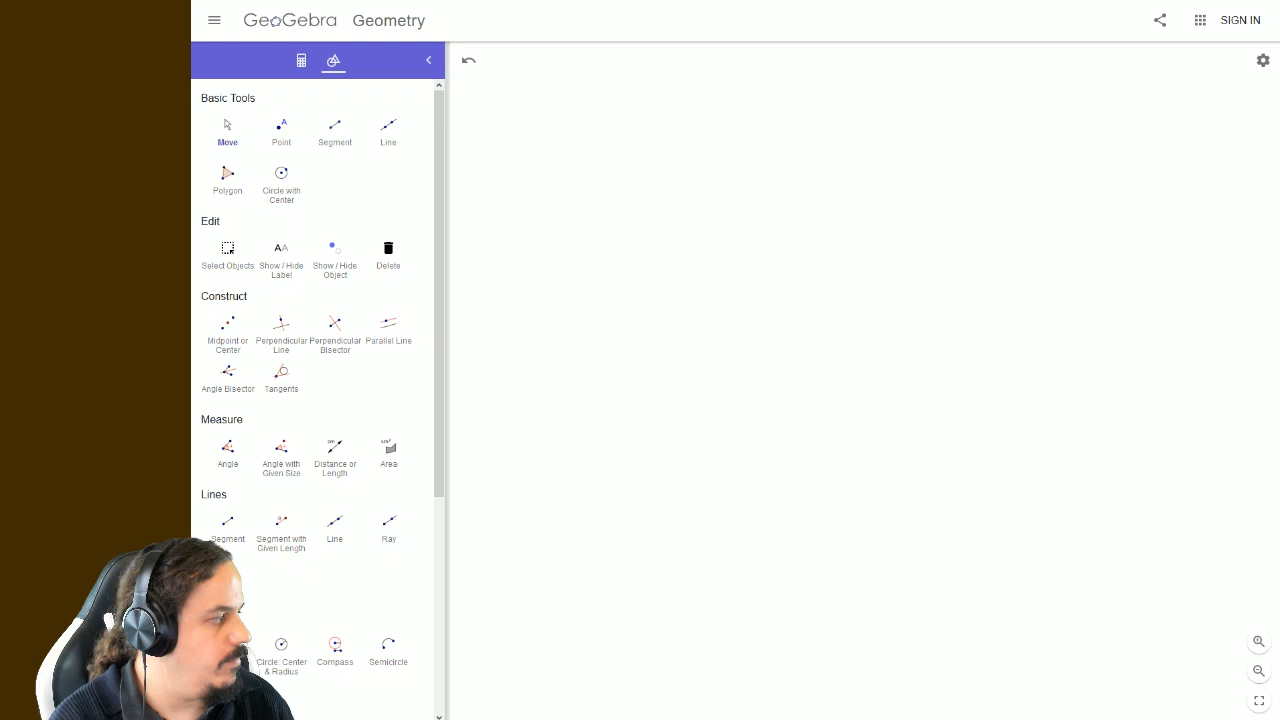 GeoGebra Geometry SIGN IN
Basic Tools
Move Point Segment Line
Polygon Circle with Center
Edit
Select Objects Show / Hide Label Show / Hide Object Delete
Construct
Midpoint or Center Perpendicular Line Perpendicular Bisector Parallel Line
Angle Bisector Tangents
Measure
Angle Angle with Given Size Distance or Length Area
Lines
Segment Segment with Given Length Line Ray
Circle: Center & Radius Compass Semicircle